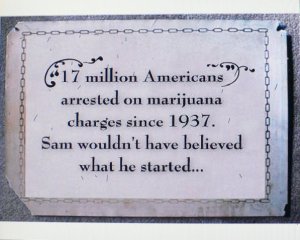 17 million Americans
arrested on marijuana
charges since 1937.
Sam wouldn't have believed
what he started...